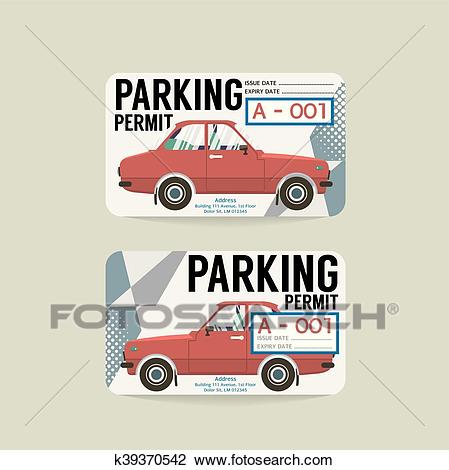 PARKING
PERMIT
ISSUE DATE
EXPIRY DATE
A - 001
Address
Building 111 Avenue, 1st Floor
Dolor Sit, LM 012345
© FOTOSEARCH
PARKING
PERMIT
A - 001
ISSUE DATE
EXPIRY DATE
Address
Building 111 Avenue, 1st Floor
Dolor Sit, LM 012345
k39370542 www.fotosearch.com